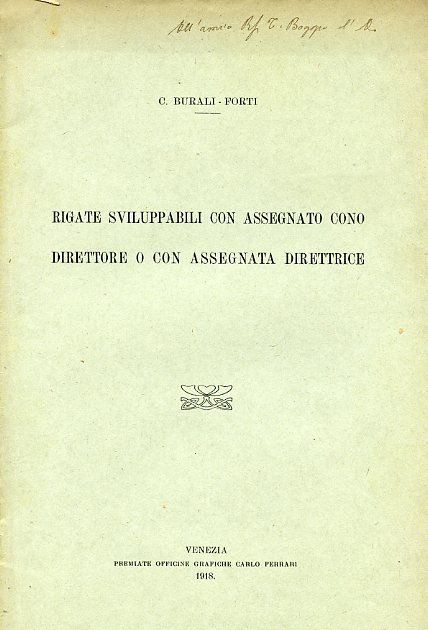 All'amico Prf. T. Boggio l' A.
C. BURALI - FORTI
RIGATE SVILUPPABILI CON ASSEGNATO CONO
DIRETTORE O CON ASSEGNATA DIRETTRICE
VENEZIA
PREMIATE OFFICINE GRAFICHE CARLO FERRARI
1918.